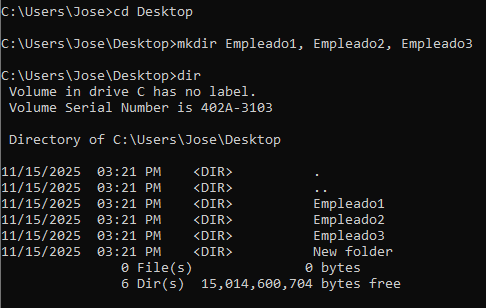 C:\Users\Jose>cd Desktop
C:\Users\Jose\Desktop>mkdir Empleado1, Empleado2, Empleado3
C:\Users\Jose\Desktop>dir
 Volume in drive C has no label.
 Volume Serial Number is 402A-3103
 Directory of C:\Users\Jose\Desktop
11/15/2025  03:21 PM    <DIR>          .
11/15/2025  03:21 PM    <DIR>          ..
11/15/2025  03:21 PM    <DIR>          Empleado1
11/15/2025  03:21 PM    <DIR>          Empleado2
11/15/2025  03:21 PM    <DIR>          Empleado3
11/15/2025  03:21 PM    <DIR>          New folder
               0 File(s)              0 bytes
               6 Dir(s)  15,014,600,704 bytes free